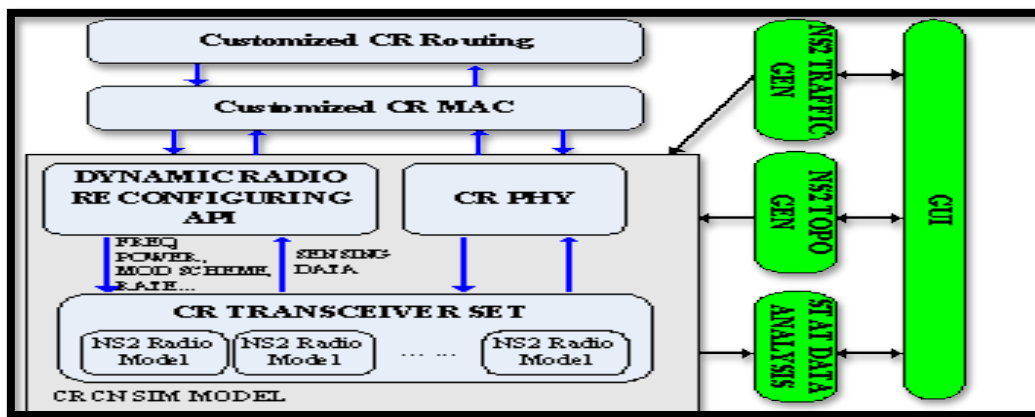 Customized CR Routing
Customized CR MAC
DYNAMIC RADIO
RE CONFIGURING
API
CR PHY
FREQ,
POWER,
MOD SCHEME,
RATE...
SENSING
DATA
CR TRANSCEIVER SET
NS2 Radio
Model
NS2 Radio
Model
... ...
NS2 Radio
Model
CRCN SIM MODEL
NS2 TRAFFIC
GEN
NS2 TOPO
GEN
STAT DATA
ANALYSIS
GUI